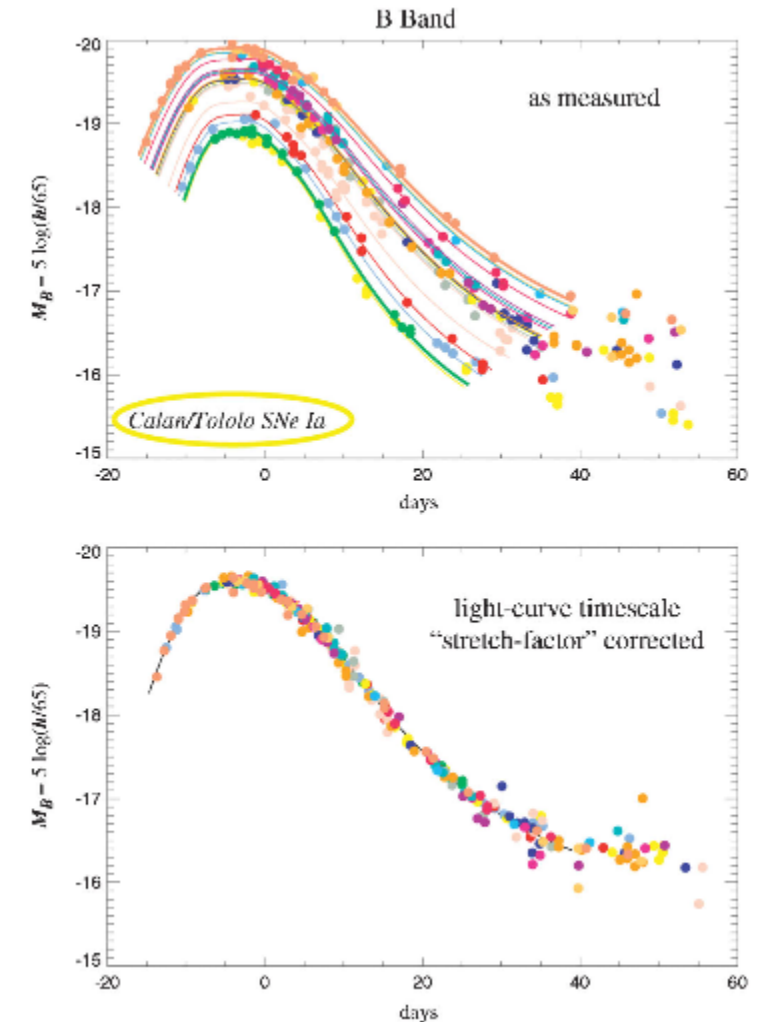 B Band
-20
as measured
-19
-18
M_B – 5 log(h/65)
-17
-16
Calan/Tololo SNe Ia
-15
-20 0 20 40 60
days
-20
light-curve timescale
“stretch-factor” corrected
-19
-18
M_B – 5 log(h/65)
-17
-16
-15
-20 0 20 40 60
days